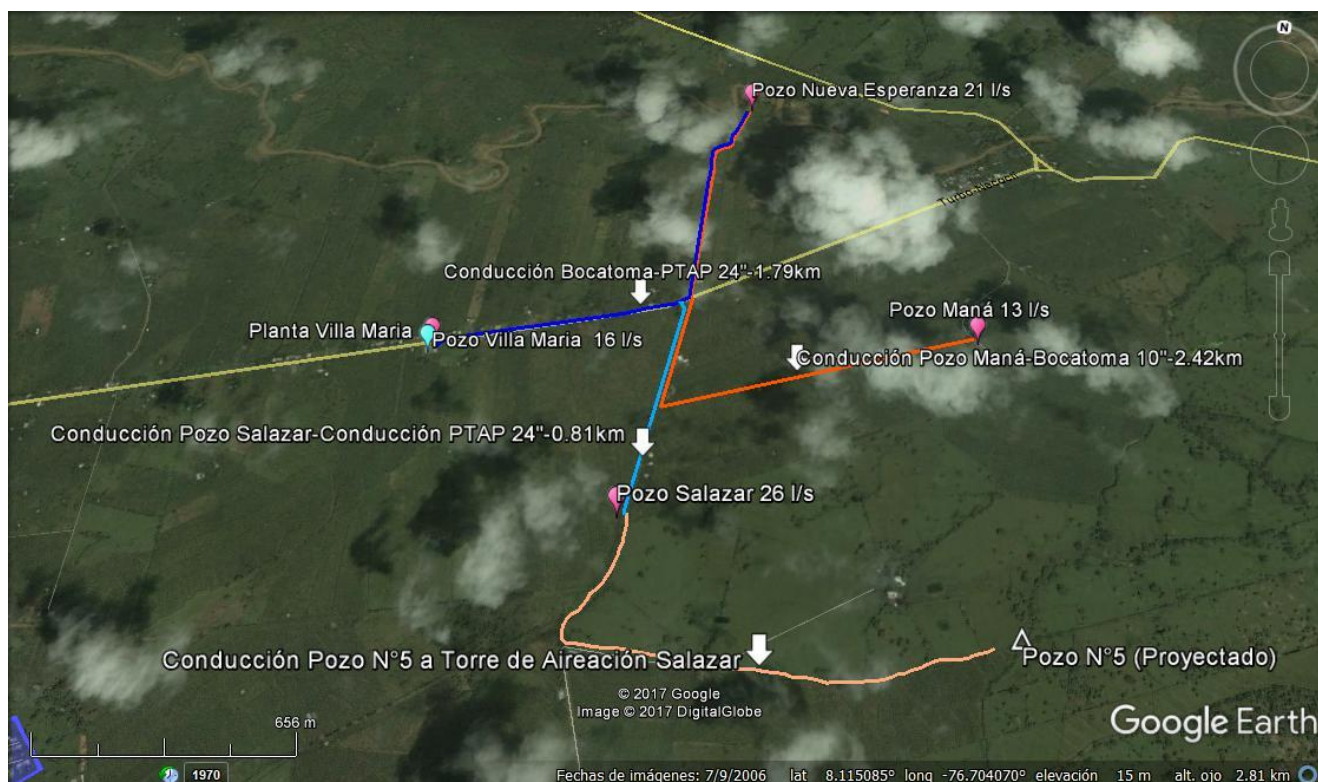 N
Pozo Nueva Esperanza 21 l/s
Turbo-Necocli
Conducción Bocatoma-PTAP 24"-1.79km
Pozo Maná 13 l/s
Planta Villa Maria
Pozo Villa Maria 16 l/s
Conducción Pozo Maná-Bocatoma 10"-2.42km
Conducción Pozo Salazar-Conducción PTAP 24"-0.81km
Pozo Salazar 26 l/s
Conducción Pozo N°5 a Torre de Aireación Salazar
Pozo N°5 (Proyectado)
© 2017 Google
Image © 2017 DigitalGlobe
656 m
Google Earth
1970
Fechas de imágenes: 7/9/2006 lat 8.115085° long -76.704070° elevación 15 m alt. ojo 2.81 km